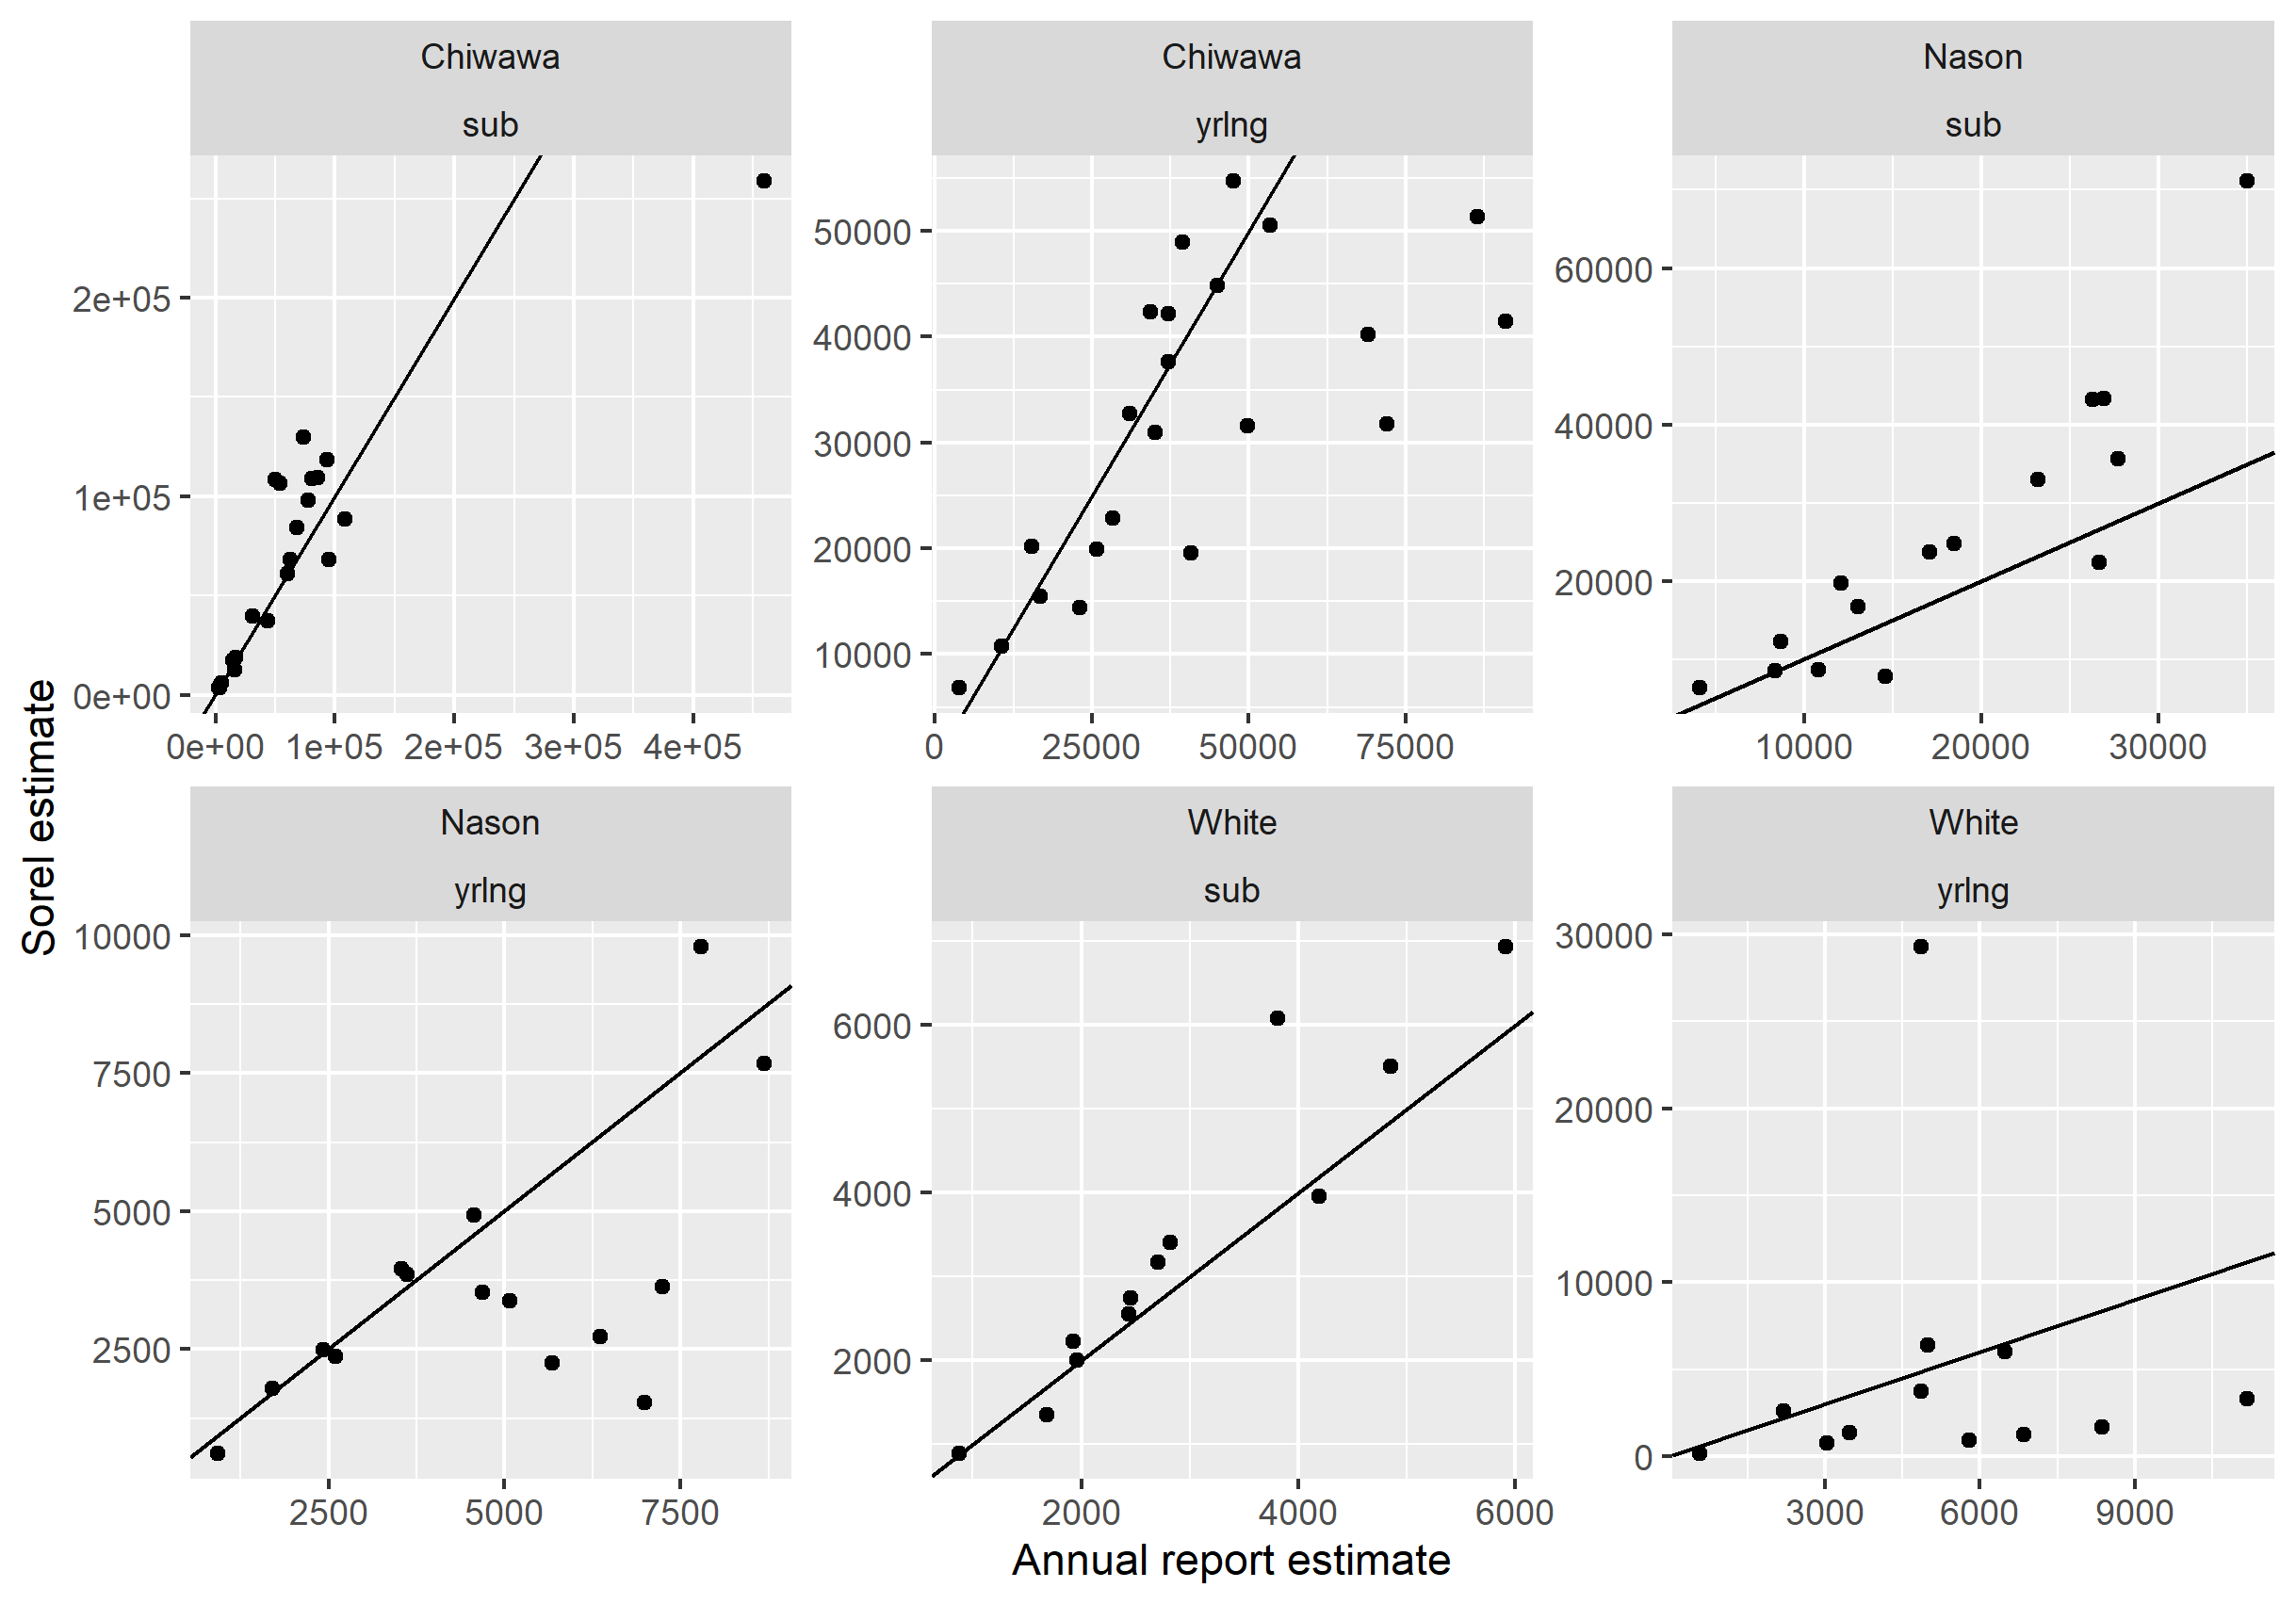 Chiwawa
sub
Chiwawa
yrlng
Nason
sub
2e+05
1e+05
0e+00
0e+00 1e+05 2e+05 3e+05 4e+05
50000
40000
30000
20000
10000
0 25000 50000 75000
60000
40000
20000
10000 20000 30000
Nason
yrlng
White
sub
White
yrlng
10000
7500
5000
2500
2500 5000 7500
6000
4000
2000
2000 4000 6000
30000
20000
10000
0
3000 6000 9000
Sorel estimate
Annual report estimate